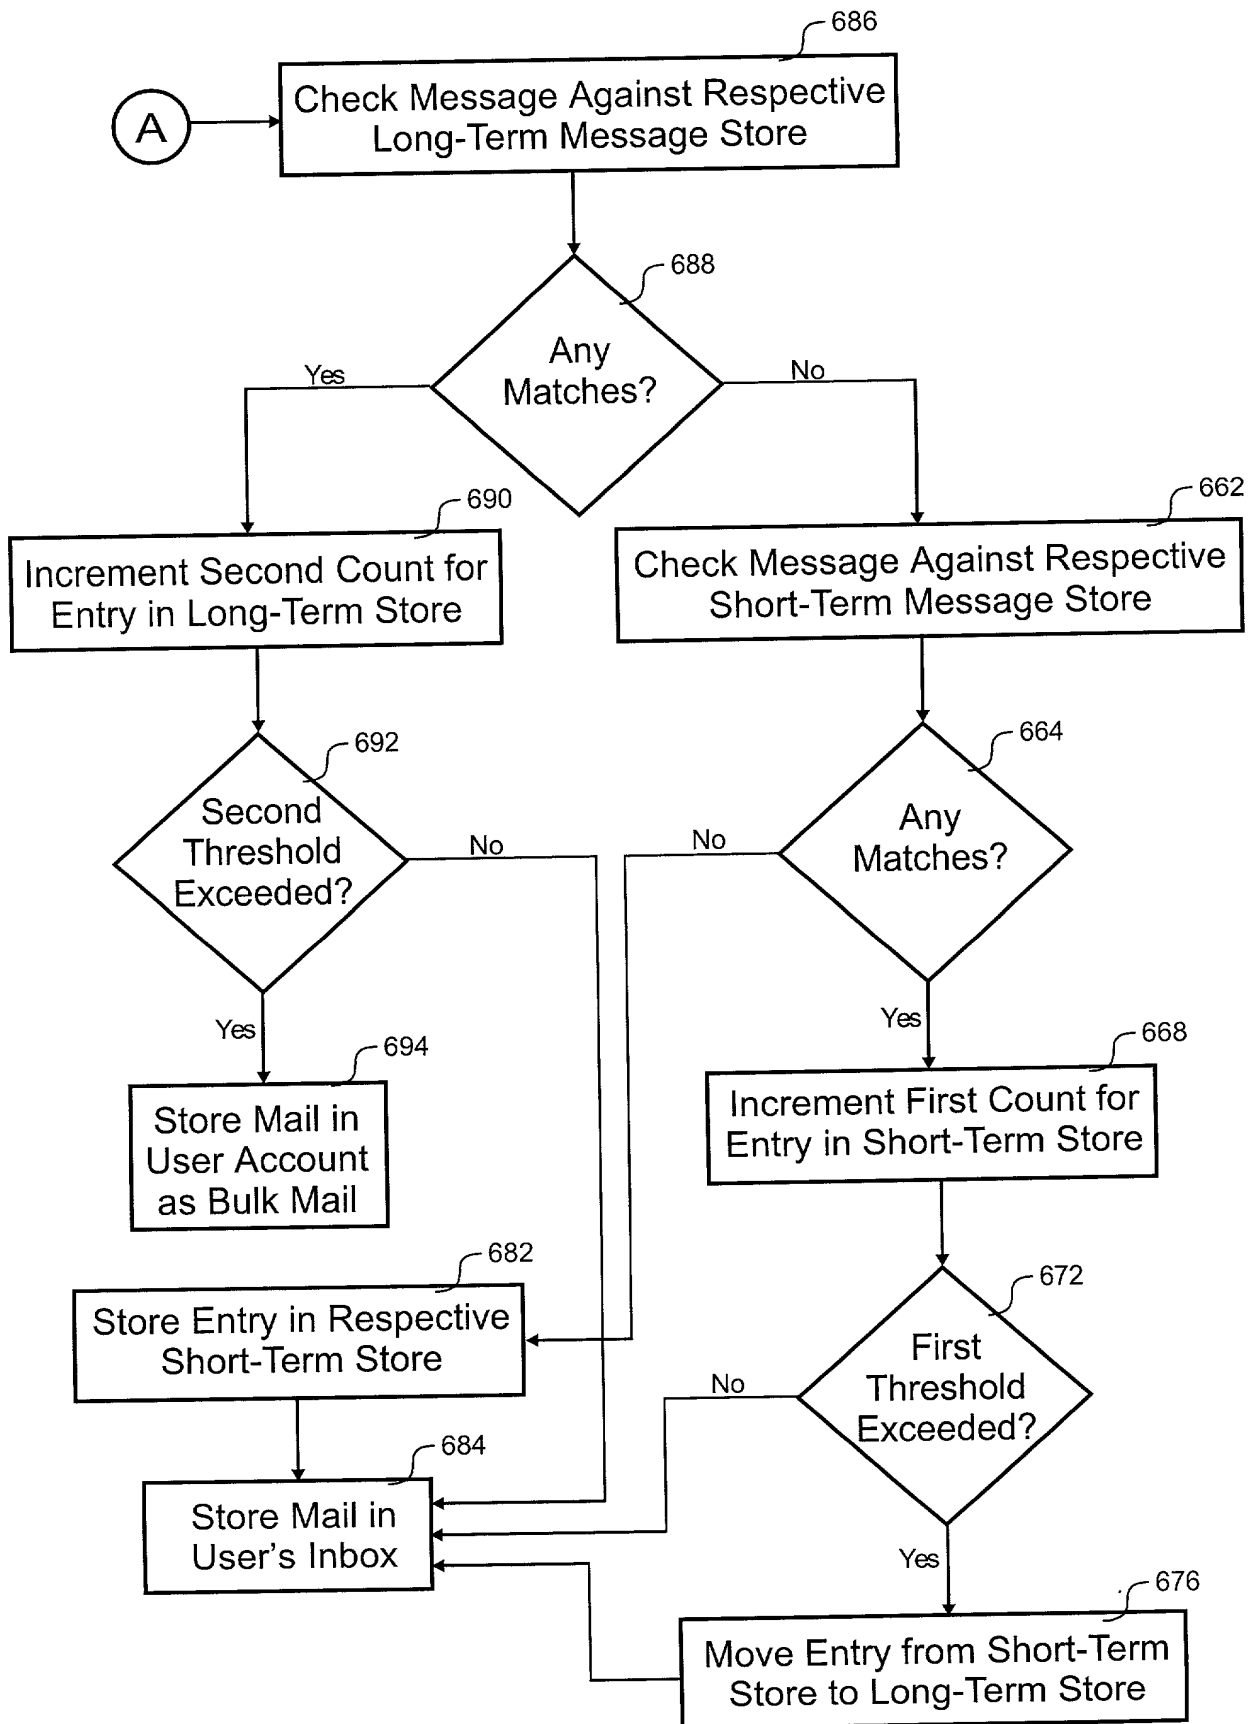 686
Check Message Against Respective
Long-Term Message Store
A
688
Any
Matches?
Yes
No
690
Increment Second Count for
Entry in Long-Term Store
662
Check Message Against Respective
Short-Term Message Store
692
Second
Threshold
Exceeded?
No
Yes
664
Any
Matches?
No
Yes
694
Store Mail in
User Account
as Bulk Mail
668
Increment First Count for
Entry in Short-Term Store
682
Store Entry in Respective
Short-Term Store
672
First
Threshold
Exceeded?
No
Yes
684
Store Mail in
User's Inbox
676
Move Entry from Short-Term
Store to Long-Term Store